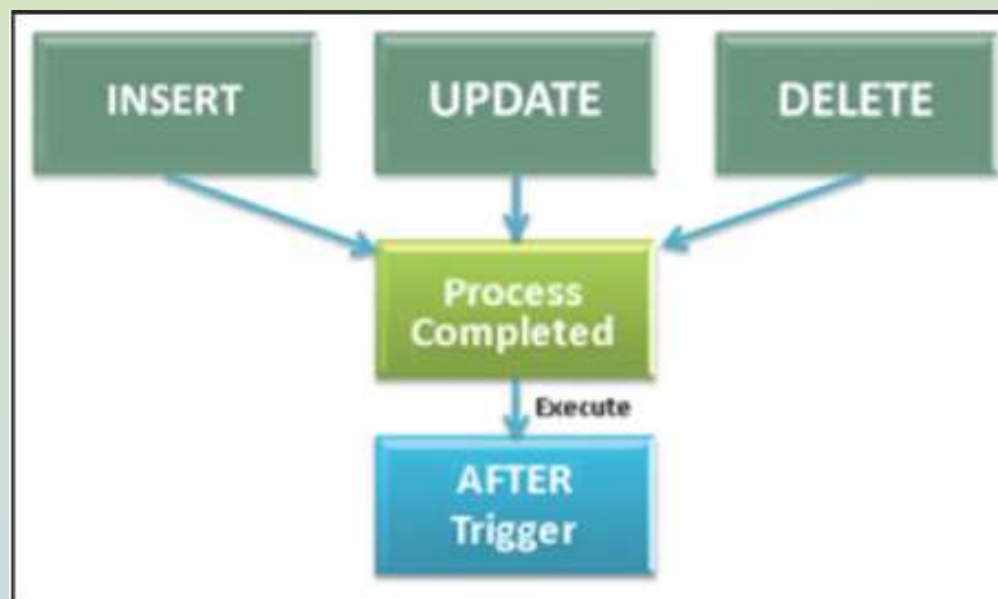 INSERT
UPDATE
DELETE
Process
Completed
Execute
AFTER
Trigger